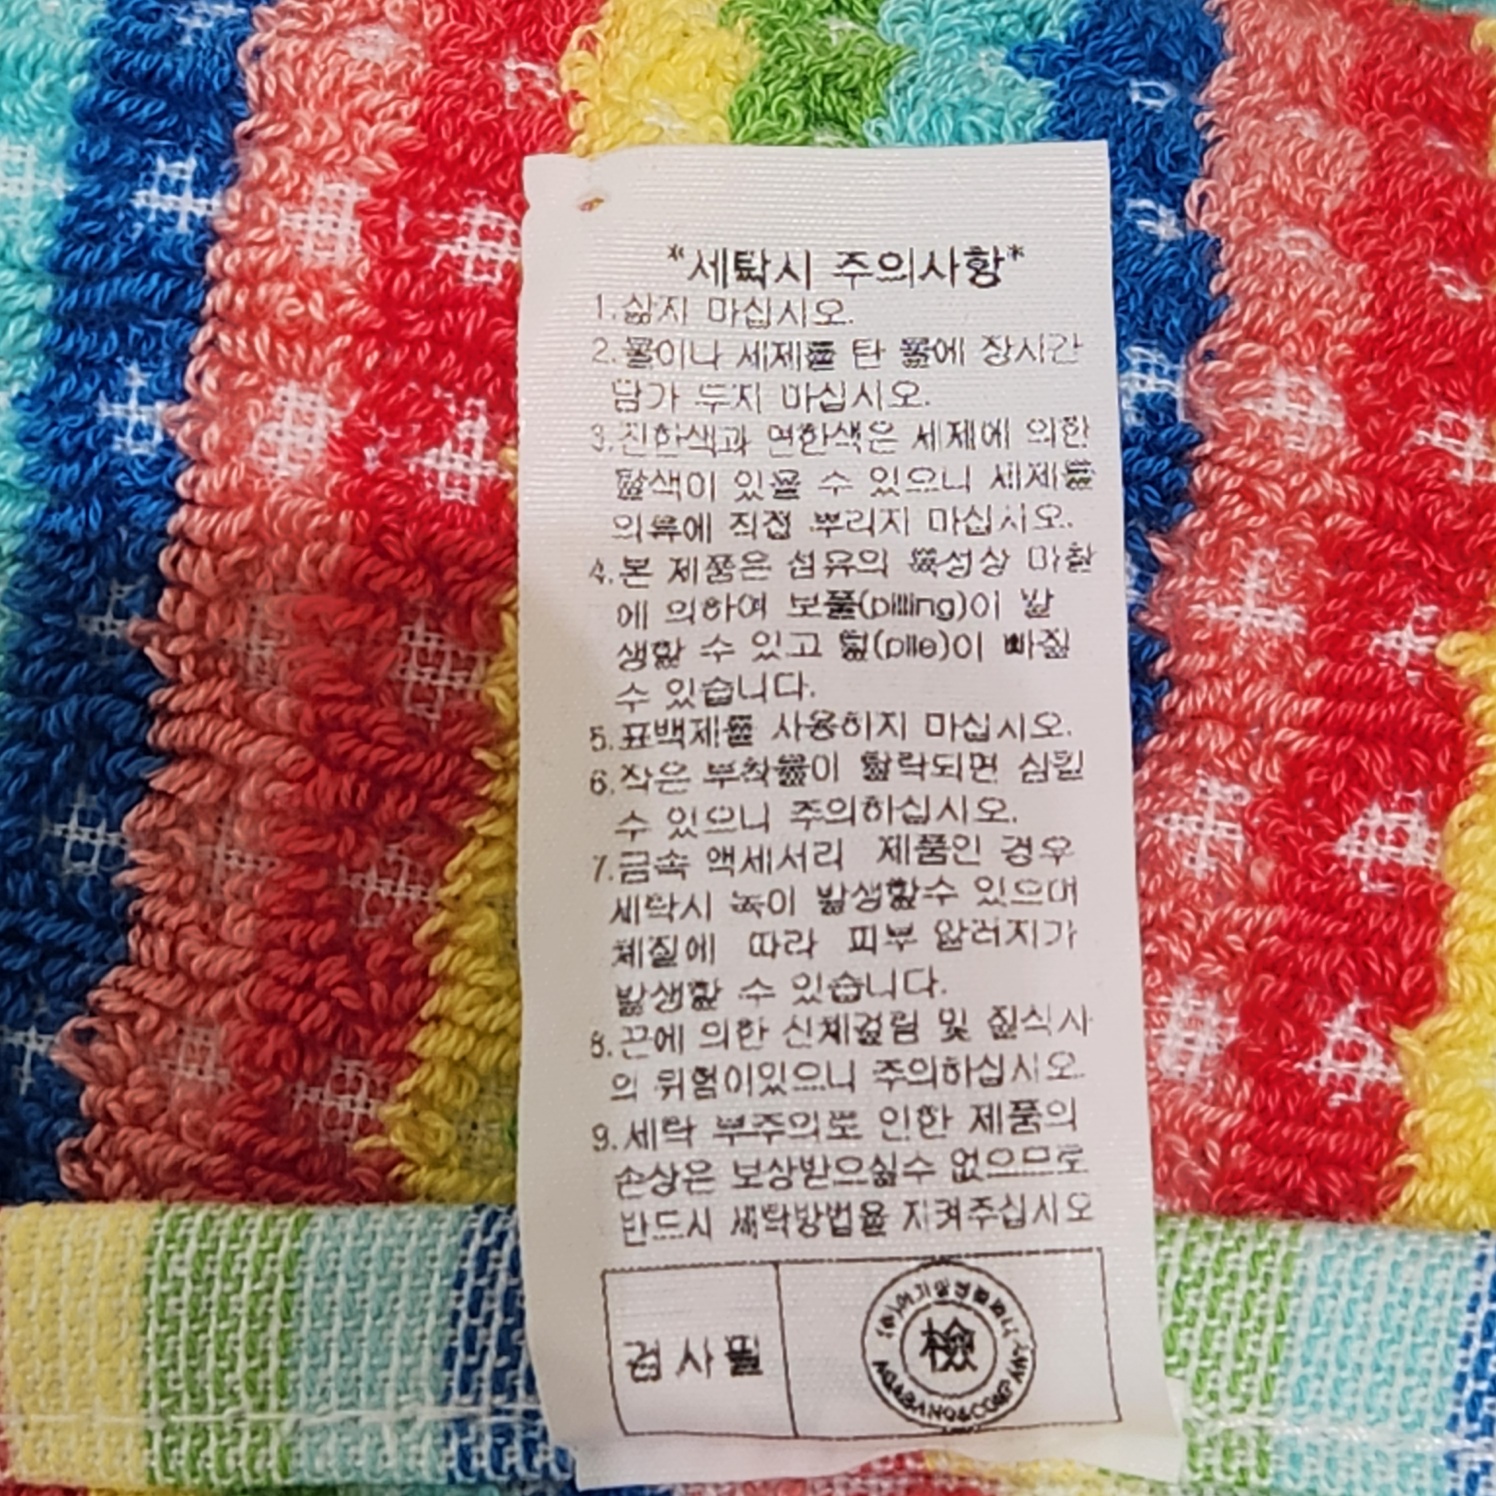 *세탁시 주의사항*
1.삶지 마십시오.
2.물이나 세제를 탄 물에 장시간
담가 두지 마십시오.
3.진한색과 연한색은 세제에 의한
탈색이 있을 수 있으니 세제를
의류에 직접 뿌리지 마십시오.
4.본 제품은 섬유의 특성상 마찰
에 의하여 보풀(pilling)이 발
생할 수 있고 털(pile)이 빠질
수 있습니다.
5.표백제를 사용하지 마십시오.
6.작은 부착물이 탈락되면 삼킬
수 있으니 주의하십시오.
7.금속 액세서리 제품인 경우
세탁시 녹이 발생할수 있으며
체질에 따라 피부 알러지가
발생할 수 있습니다.
8.끈에 의한 신체걸림 및 질식사
의 위험이있으니 주의하십시오.
9.세탁 부주의로 인한 제품의
손상은 보상받으실수 없으므로
반드시 세탁방법을 지켜주십시오
검사필
(주)아가방앤컴퍼니
檢
AGABANG&COMPANY